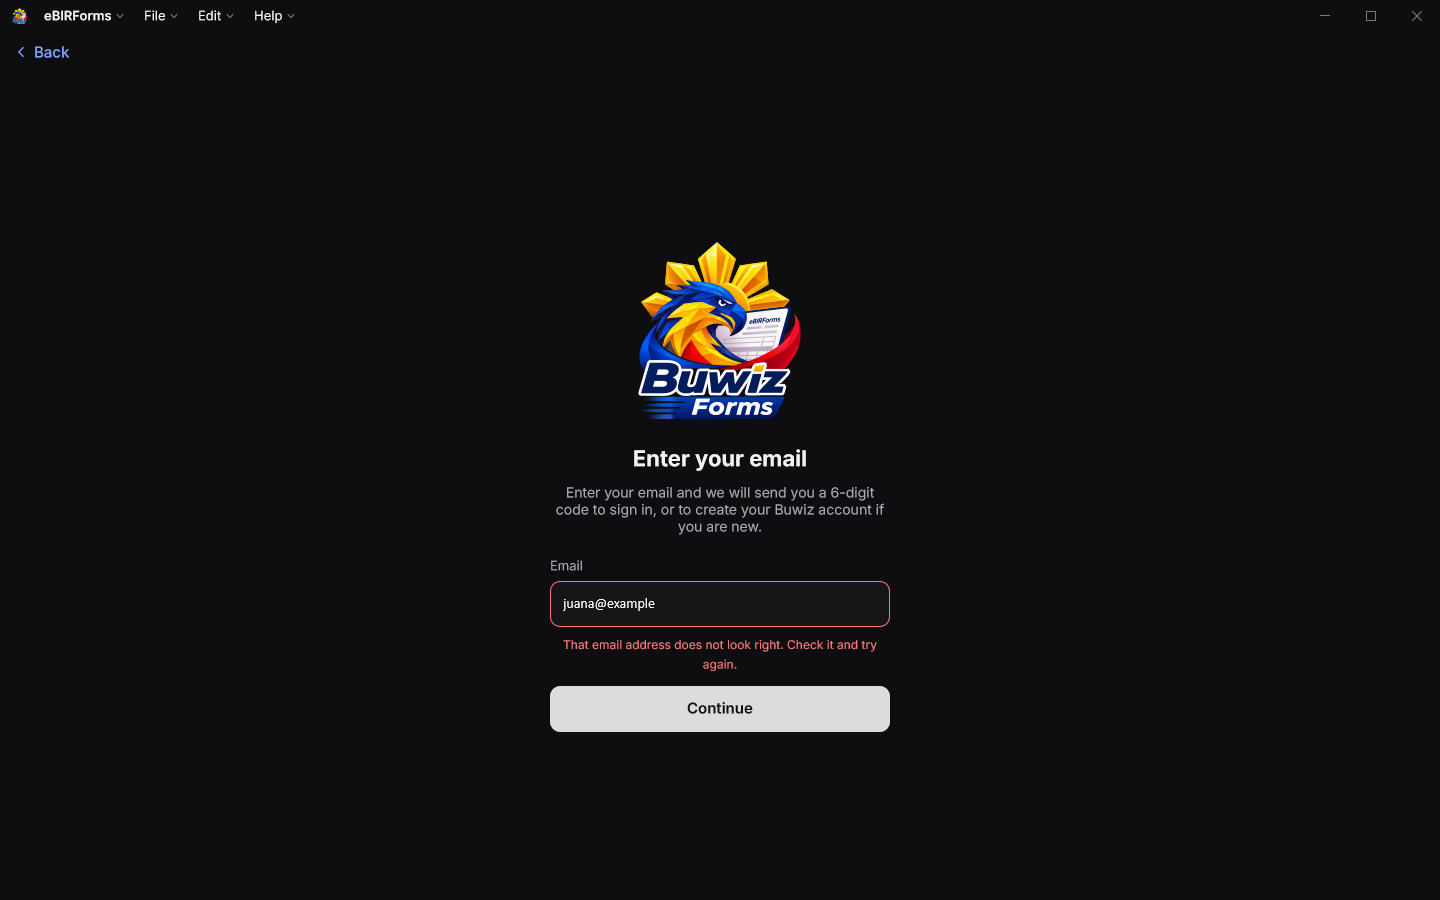 eBIRForms File Edit Help
Back
eBIRForms
Buwiz
Forms
Enter your email
Enter your email and we will send you a 6-digit
code to sign in, or to create your Buwiz account if
you are new.
Email
juana@example
That email address does not look right. Check it and try
again.
Continue